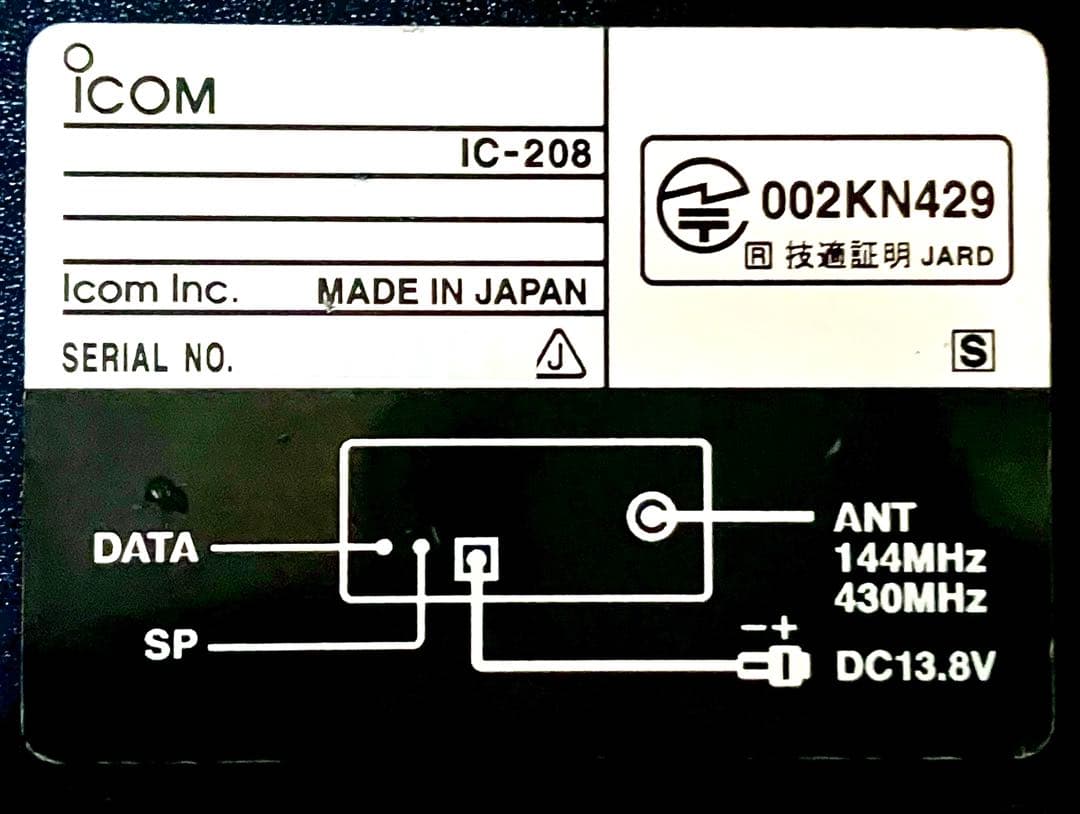 ICOM
IC-208
Icom Inc. MADE IN JAPAN
SERIAL NO. J
002KN429
R 技適証明 JARD
S
DATA
SP
ANT
144MHz
430MHz
- +
DC13.8V